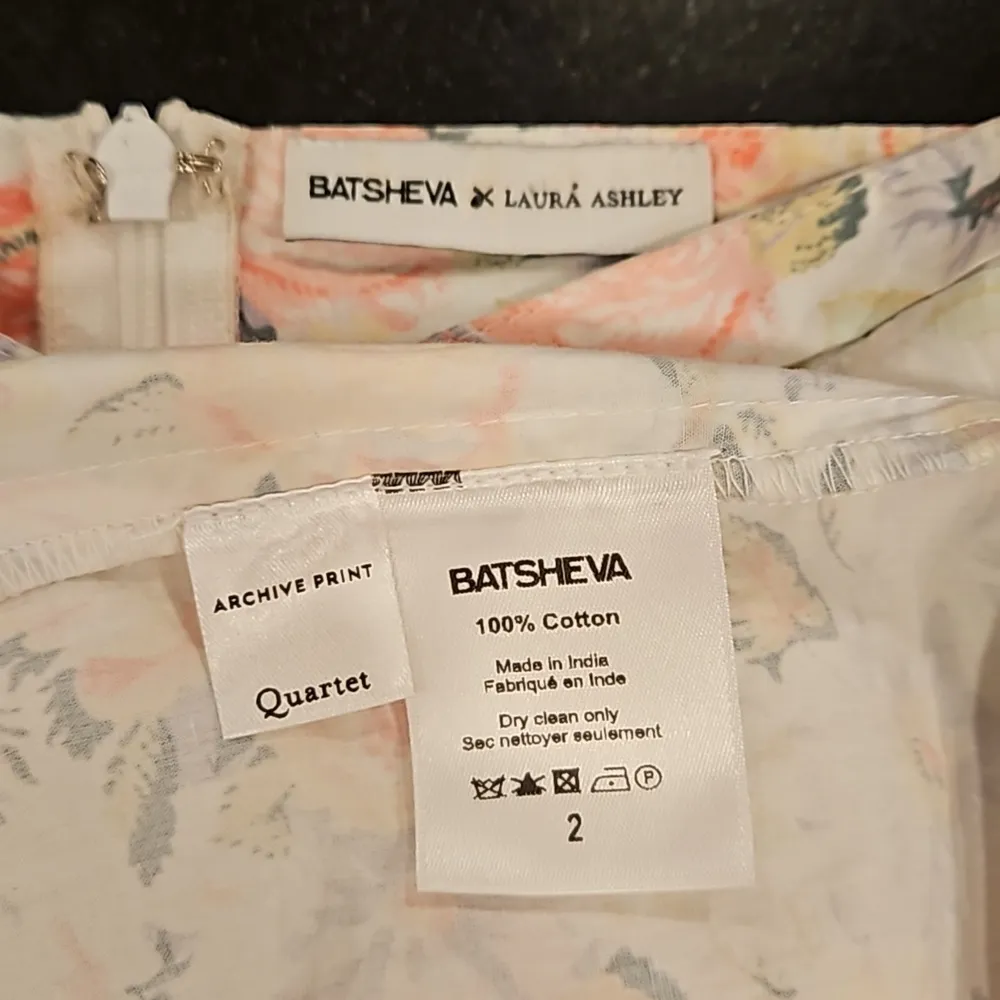 BATSHEVA x LAURA ASHLEY
ARCHIVE PRINT
Quartet
BATSHEVA
100% Cotton
Made in India
Fabriqué en Inde
Dry clean only
Sec nettoyer seulement
P
2